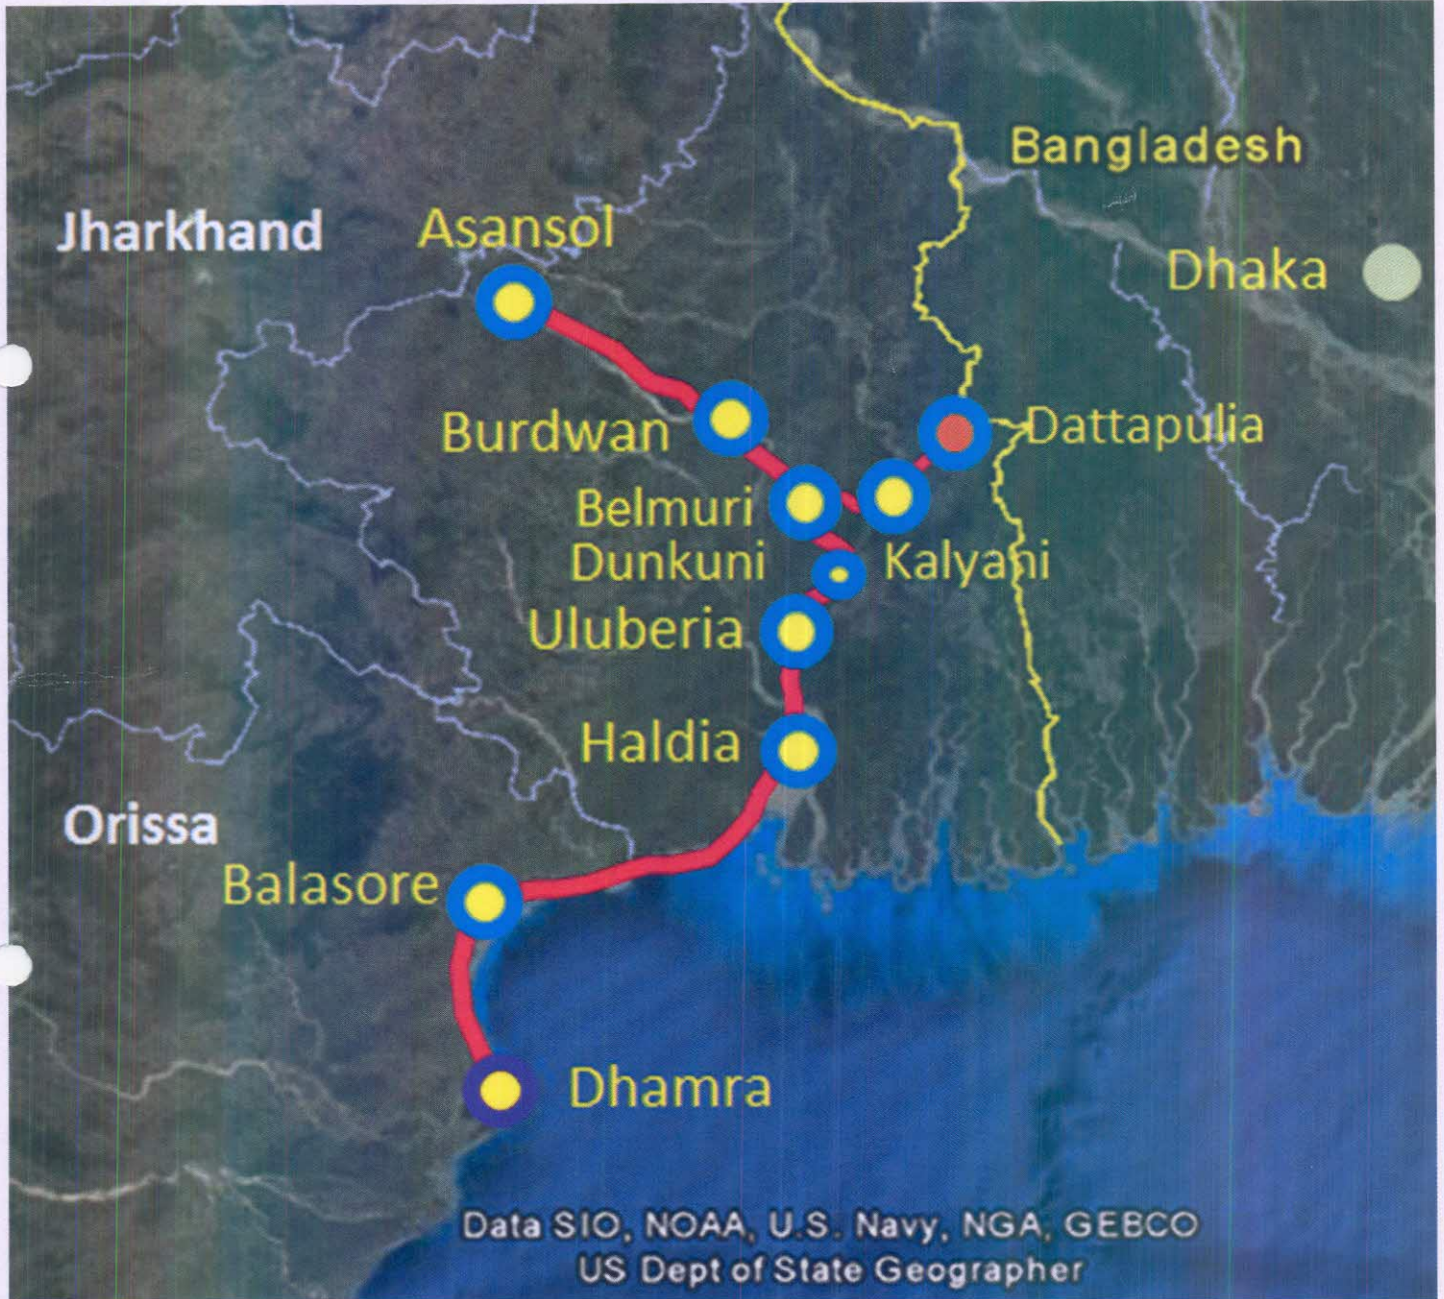 Bangladesh
Jharkhand
Asansol
Dhaka
Burdwan
Dattapulia
Belmuri
Dunkuni
Kalyani
Uluberia
Haldia
Orissa
Balasore
Dhamra
Data SIO, NOAA, U.S. Navy, NGA, GEBCO
US Dept of State Geographer